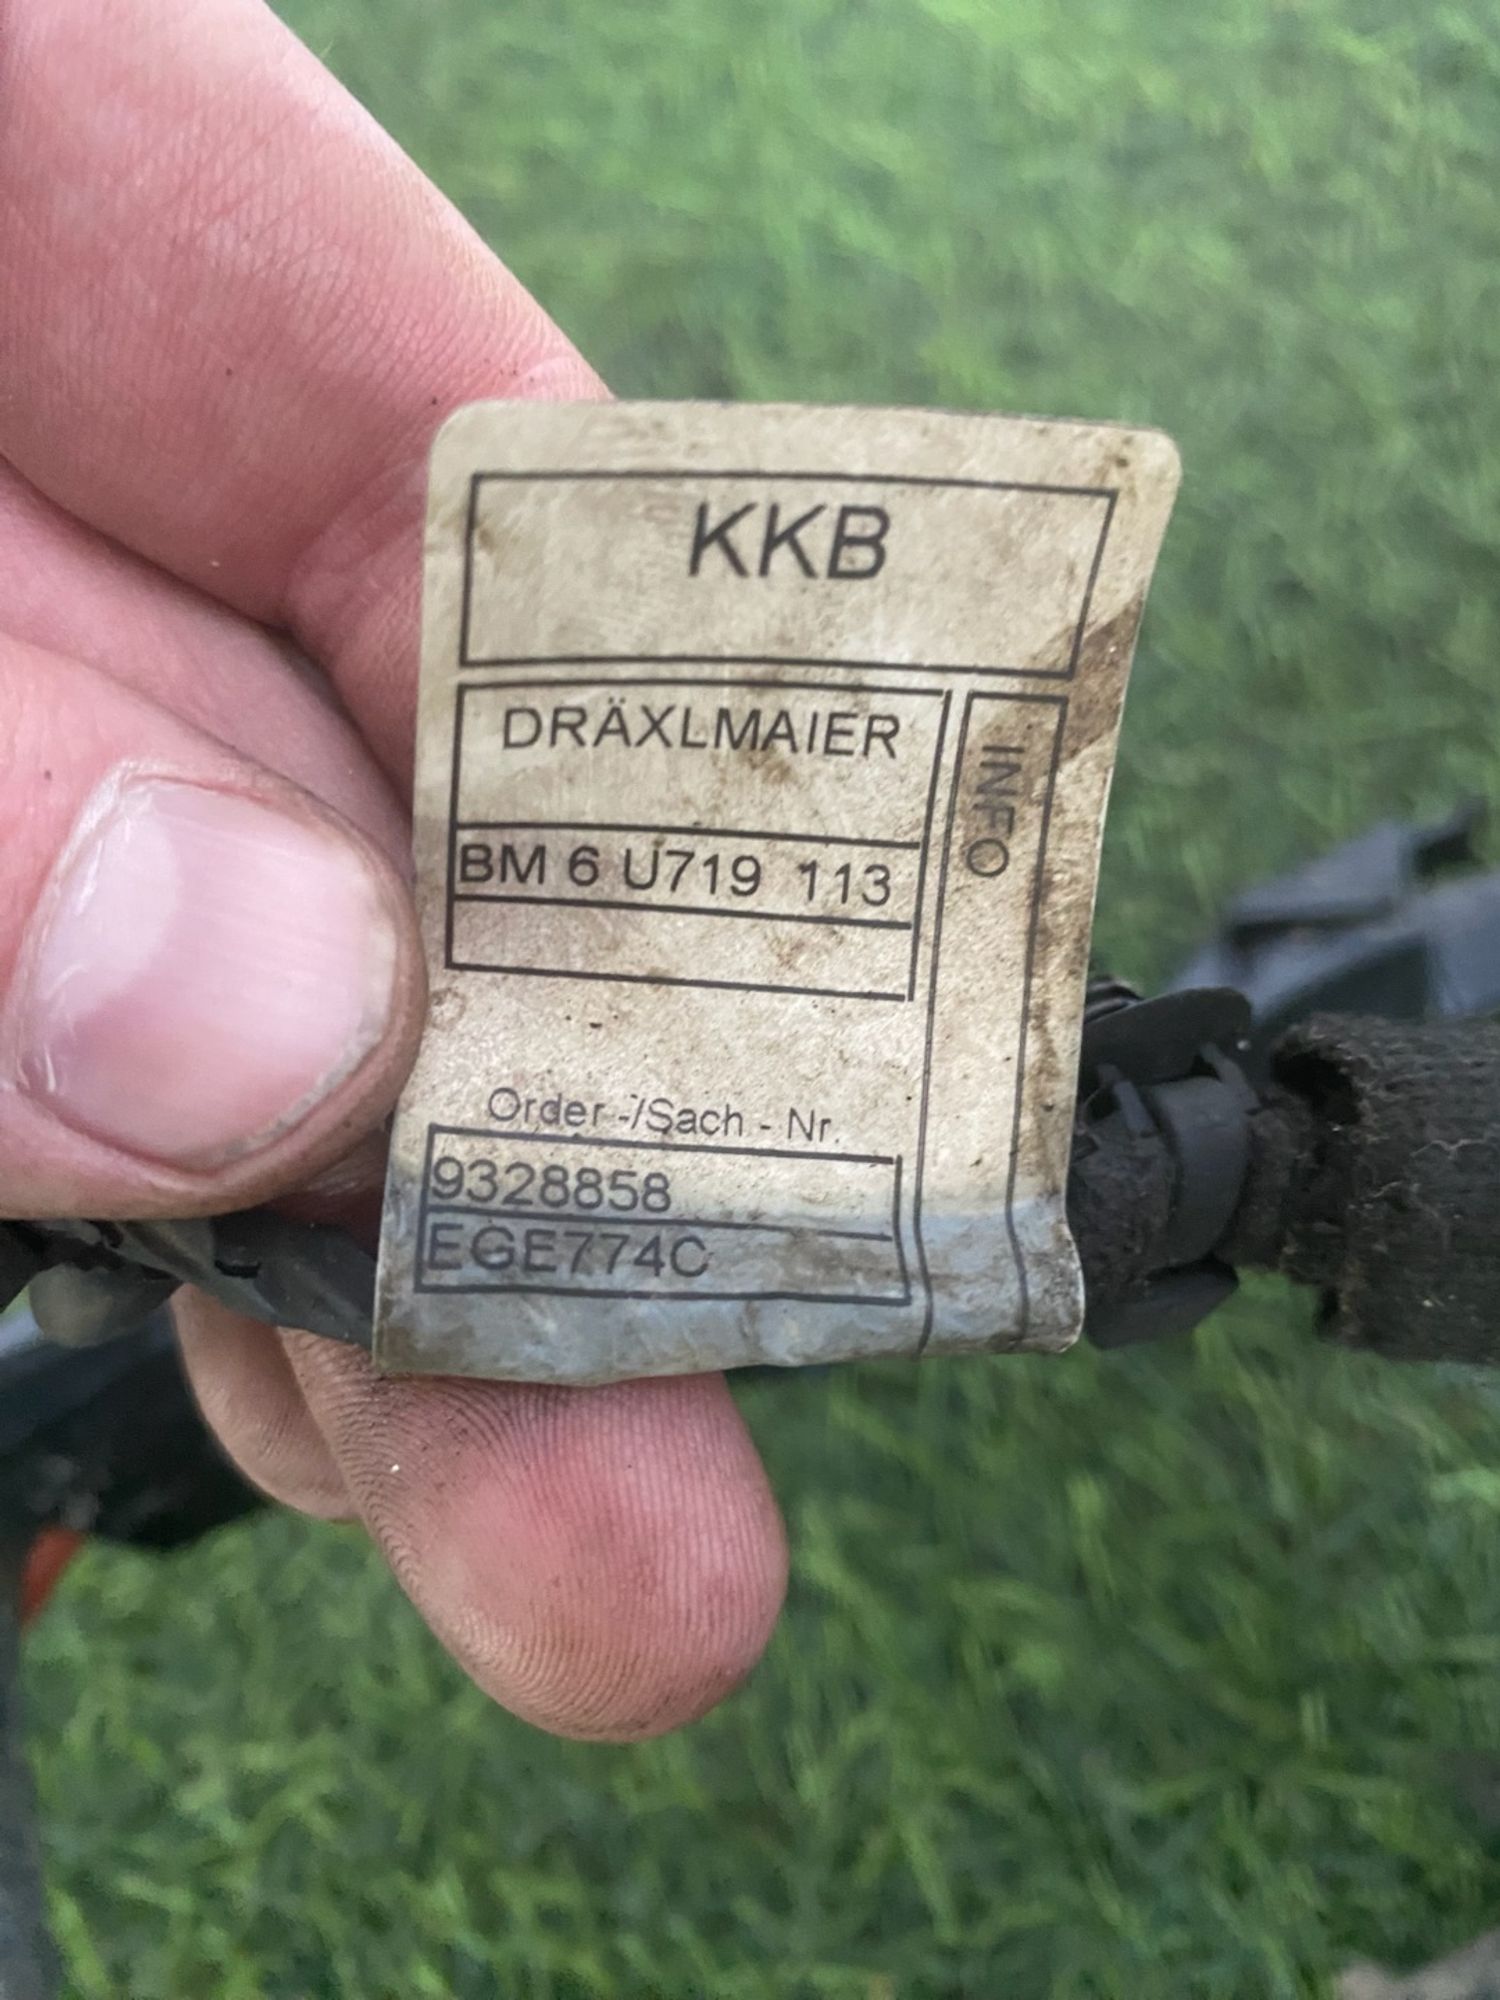 KKB
DRÄXLMAIER
INFO
BM 6 U719 113
Order -/Sach - Nr.
9328858
EGE774C